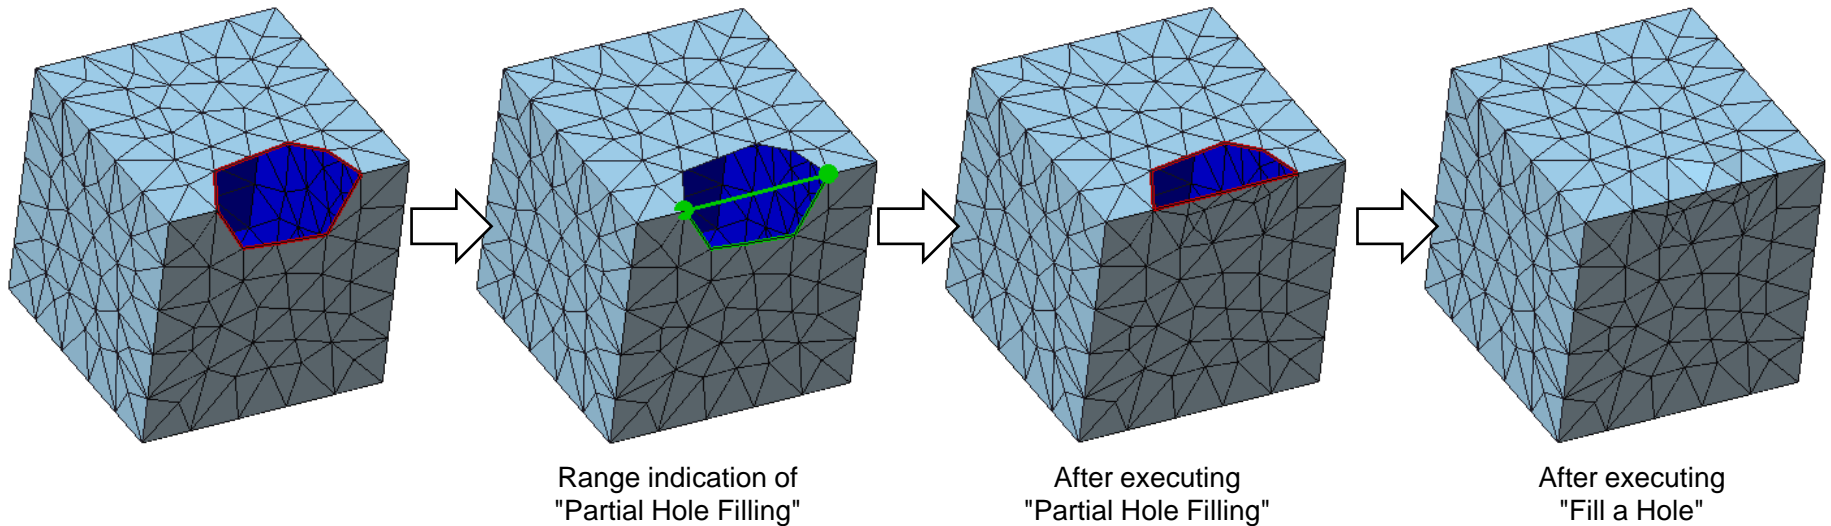 Range indication of
"Partial Hole Filling"
After executing
"Partial Hole Filling"
After executing
"Fill a Hole"